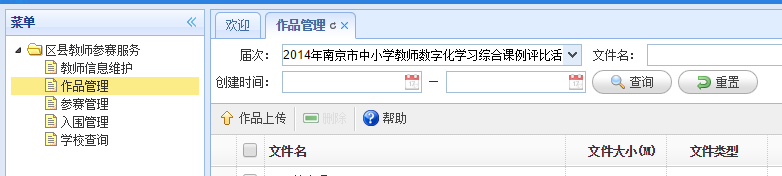 菜单
区县教师参赛服务
教师信息维护
作品管理
参赛管理
入围管理
学校查询
欢迎 作品管理
届次: 2014年南京市中小学教师数字化学习综合课例评比活 文件名:
创建时间: — 查询 重置
作品上传 删除 帮助
文件名 文件大小(M) 文件类型